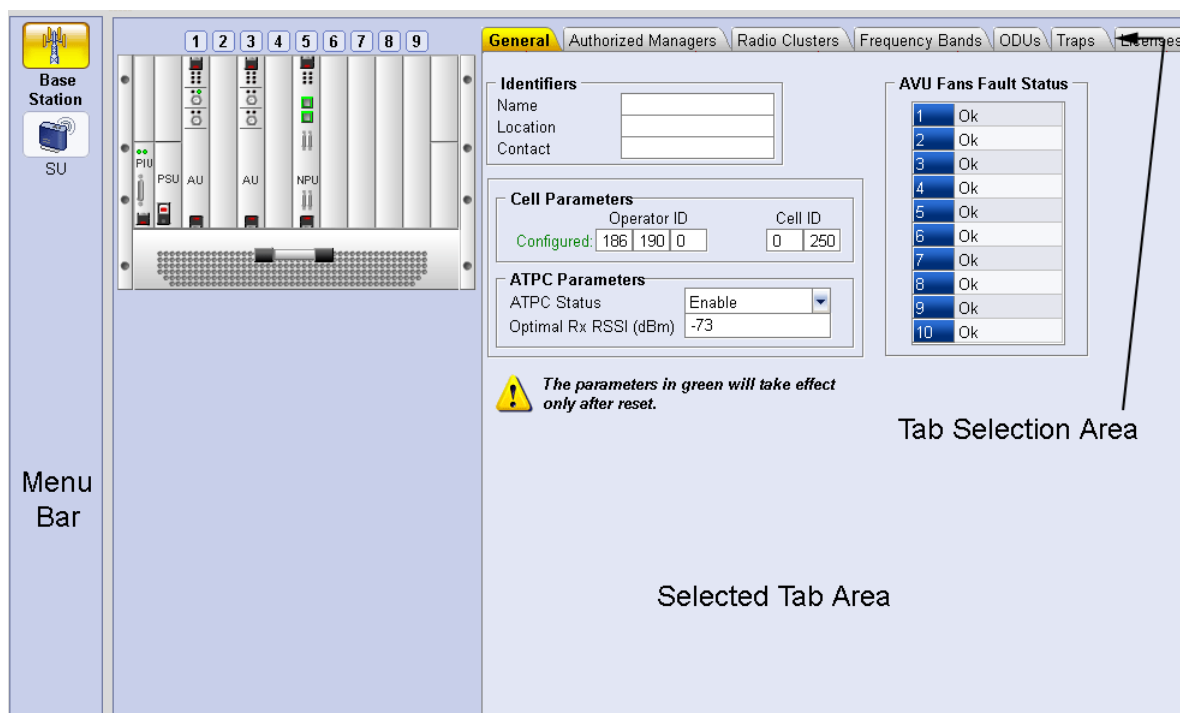 Base
Station
SU
Menu
Bar
1 2 3 4 5 6 7 8 9
PIU
PSU AU AU NPU
General Authorized Managers Radio Clusters Frequency Bands ODUs Traps Licenses
Identifiers
Name
Location
Contact
Cell Parameters
Operator ID Cell ID
Configured: 186 190 0 0 250
ATPC Parameters
ATPC Status Enable
Optimal Rx RSSI (dBm) -73
The parameters in green will take effect
only after reset.
AVU Fans Fault Status
1 Ok
2 Ok
3 Ok
4 Ok
5 Ok
6 Ok
7 Ok
8 Ok
9 Ok
10 Ok
Tab Selection Area
Selected Tab Area